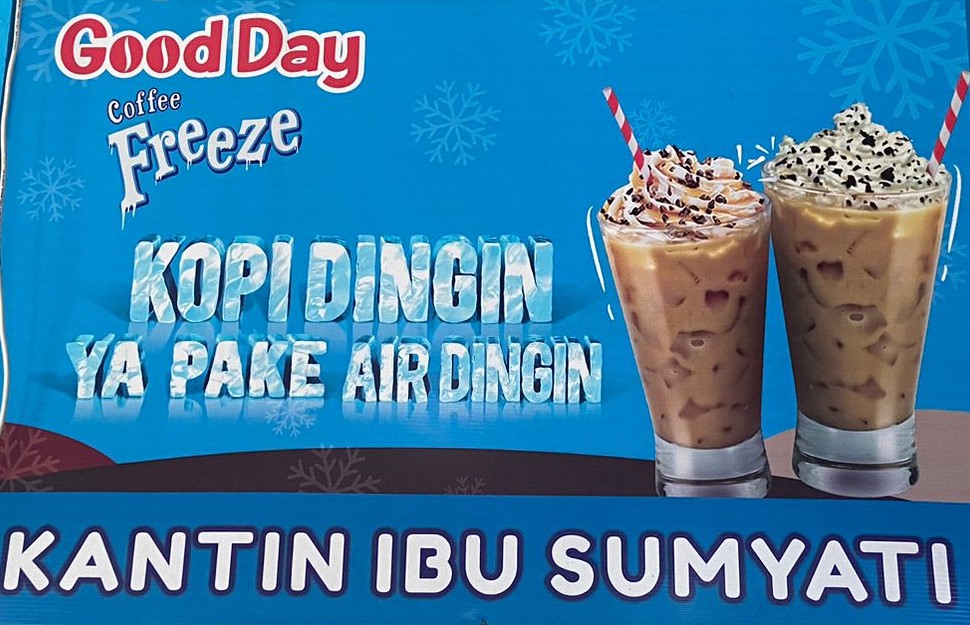 Good Day
Coffee
Freeze
KOPI DINGIN
YA PAKE AIR DINGIN
KANTIN IBU SUMYATI